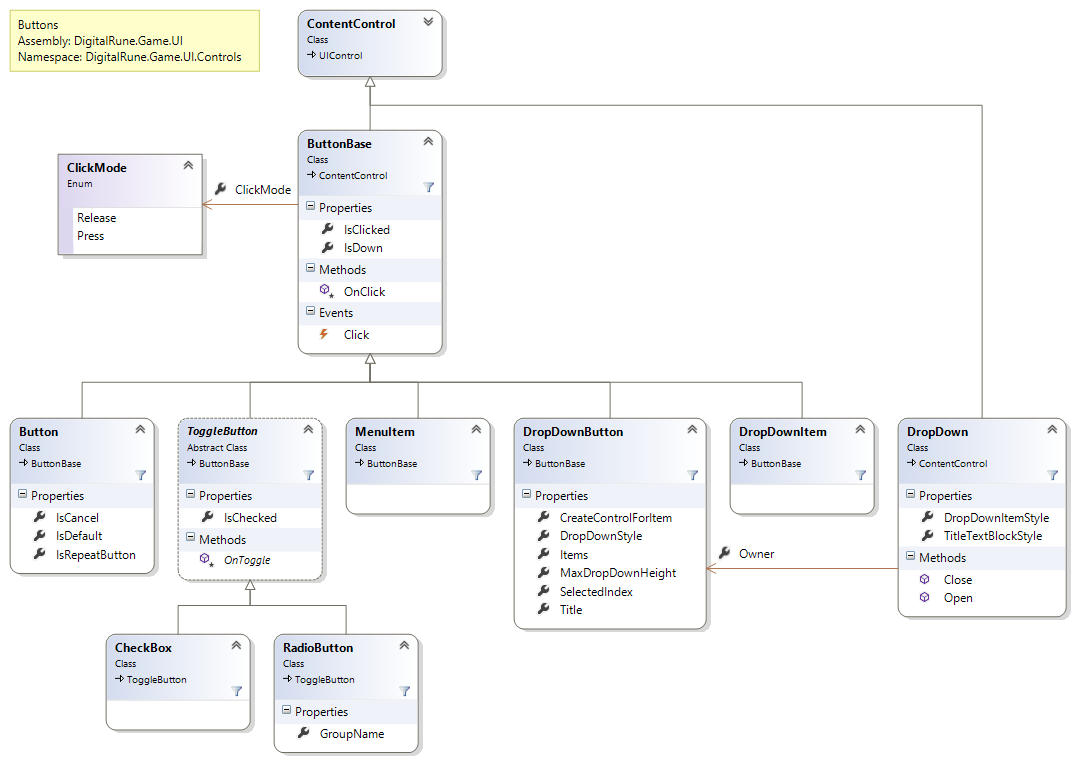 Buttons
Assembly: DigitalRune.Game.UI
Namespace: DigitalRune.Game.UI.Controls
ContentControl
Class
UIControl
ClickMode
Enum
Release
Press
ClickMode
ButtonBase
Class
ContentControl
Properties
IsClicked
IsDown
Methods
OnClick
Events
Click
Button
Class
ButtonBase
Properties
IsCancel
IsDefault
IsRepeatButton
ToggleButton
Abstract Class
ButtonBase
Properties
IsChecked
Methods
OnToggle
MenuItem
Class
ButtonBase
DropDownButton
Class
ButtonBase
Properties
CreateControlForItem
DropDownStyle
Items
MaxDropDownHeight
SelectedIndex
Title
DropDownItem
Class
ButtonBase
Owner
DropDown
Class
ContentControl
Properties
DropDownItemStyle
TitleTextBlockStyle
Methods
Close
Open
CheckBox
Class
ToggleButton
RadioButton
Class
ToggleButton
Properties
GroupName